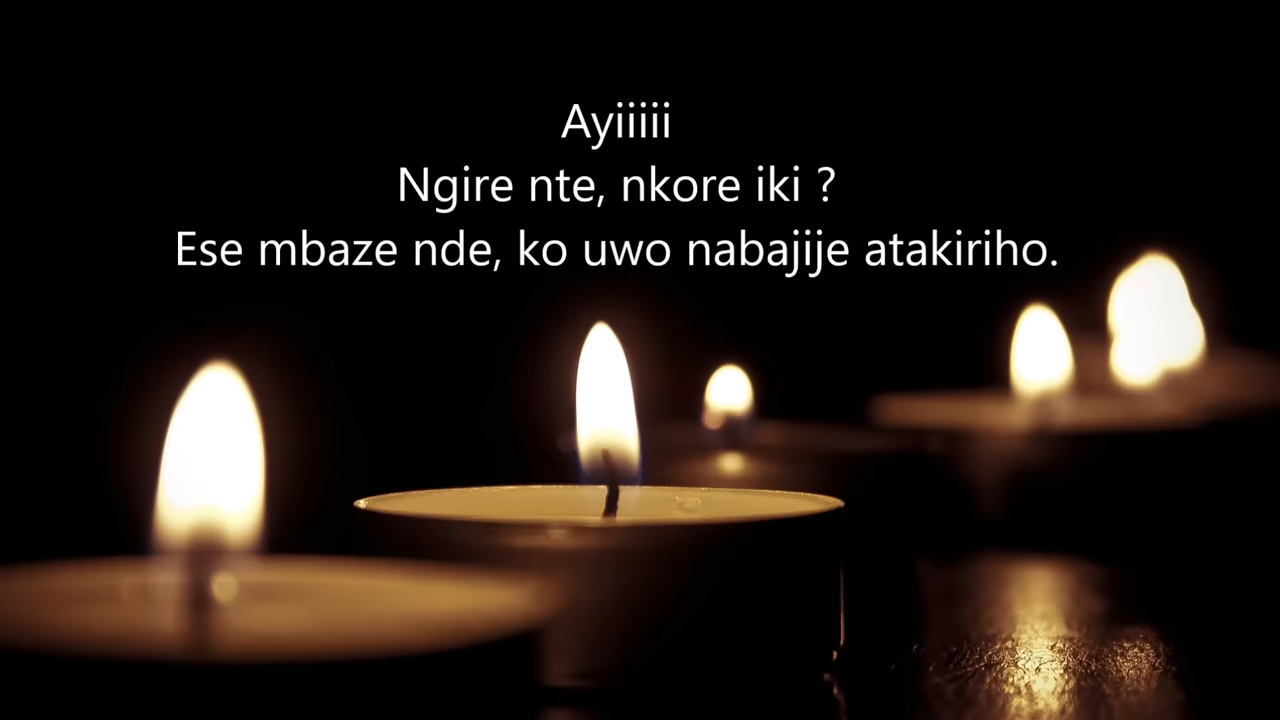 Ayiiiii
Ngire nte, nkore iki ?
Ese mbaze nde, ko uwo nabajije atakiriho.